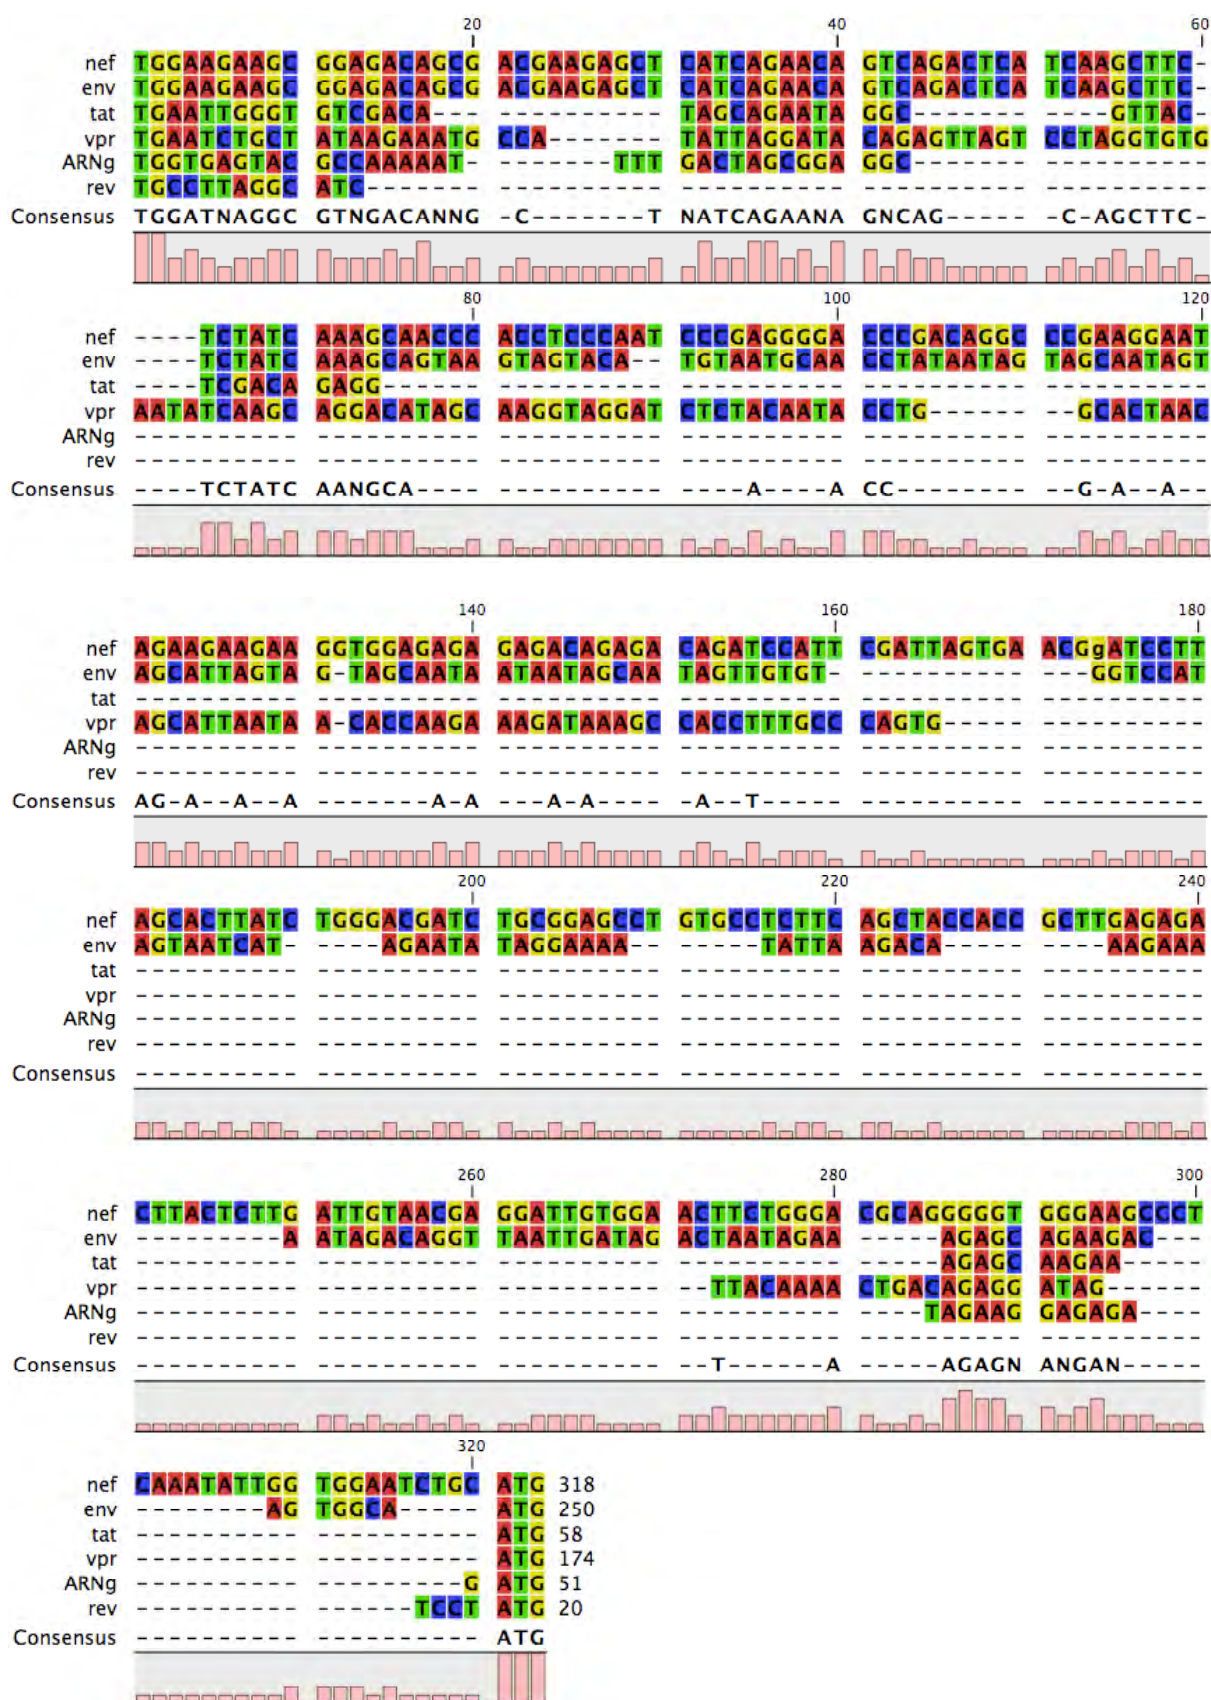 20 40 60
nef TGGAAGAAGC GGAGACAGCG ACGAAGAGCT CATCAGAACA GTCAGACTCA TCAAGCTTC-
env TGGAAGAAGC GGAGACAGCG ACGAAGAGCT CATCAGAACA GTCAGACTCA TCAAGCTTC-
tat TGAATTGGGT GTCGACA--- ---------- TAGCAGAATA GGC------- ----GTTAC-
vpr TGAATCTGCT ATAAGAAATG CCA------- TATTAGGATA CAGAGTTAGT CCTAGGTGTG
ARNg TGGTGAGTAC GCCAAAAAT- -------TTT GACTAGCGGA GGC------- ----------
rev TGCCTTAGGC ATC------- ---------- ---------- ---------- ----------
Consensus TGGATNAGGC GTNGACANNG -C-------T NATCAGAANA GNCAG----- -C-AGCTTC-
80 100 120
nef ----TCTATC AAAGCAACCC ACCTCCCAAT CCCGAGGGGA CCCGACAGGC CCGAAGGAAT
env ----TCTATC AAAGCAGTAA GTAGTACA-- TGTAATGCAA CCTATAATAG TAGCAATAGT
tat ----TCGACA GAGG------ ---------- ---------- ---------- ----------
vpr AATATCAAGC AGGACATAGC AAGGTAGGAT CTCTACAATA CCTG------ --GCACTAAC
ARNg ---------- ---------- ---------- ---------- ---------- ----------
rev ---------- ---------- ---------- ---------- ---------- ----------
Consensus ----TCTATC AANGCA---- ---------- ----A----A CC-------- --G-A--A--
140 160 180
nef AGAAGAAGAA GGTGGAGAGA GAGACAGAGA CAGATCCATT CGATTAGTGA ACGgATCCTT
env AGCATTAGTA G-TAGCAATA ATAATAGCAA TAGTTGTGT- ---------- ---GGTCCAT
tat ---------- ---------- ---------- ---------- ---------- ----------
vpr AGCATTAATA A-CACCAAGA AAGATAAAGC CACCTTTGCC CAGTG----- ----------
ARNg ---------- ---------- ---------- ---------- ---------- ----------
rev ---------- ---------- ---------- ---------- ---------- ----------
Consensus AG-A--A--A -------A-A ---A-A---- -A--T----- ---------- ----------
200 220 240
nef AGCACTTATC TGGGACGATC TGCGGAGCCT GTGCCTCTTC AGCTACCACC GCTTGAGAGA
env AGTAATCAT- ----AGAATA TAGGAAAA-- -----TATTA AGACA----- ----AAGAAA
tat ---------- ---------- ---------- ---------- ---------- ----------
vpr ---------- ---------- ---------- ---------- ---------- ----------
ARNg ---------- ---------- ---------- ---------- ---------- ----------
rev ---------- ---------- ---------- ---------- ---------- ----------
Consensus ---------- ---------- ---------- ---------- ---------- ----------
260 280 300
nef CTTACTCTTG ATTGTAACGA GGATTGTGGA ACTTCTGGGA CGCAGGGGGT GGGAAGCCCT
env ---------A ATAGACAGGT TAATTGATAG ACTAATAGAA -----AGAGC AGAAGAC---
tat ---------- ---------- ---------- ---------- -----AGAGC AAGAA-----
vpr ---------- ---------- ---------- --TTACAAAA CTGACAGAGG ATAG------
ARNg ---------- ---------- ---------- ---------- ----TAGAAG GAGAGA----
rev ---------- ---------- ---------- ---------- ---------- ----------
Consensus ---------- ---------- ---------- --T------A -----AGAGN ANGAN-----
320
nef CAAATATTGG TGGAATCTGC ATG 318
env --------AG TGGCA----- ATG 250
tat ---------- ---------- ATG 58
vpr ---------- ---------- ATG 174
ARNg ---------- ---------G ATG 51
rev ---------- ------TCCT ATG 20
Consensus ---------- ---------- ATG